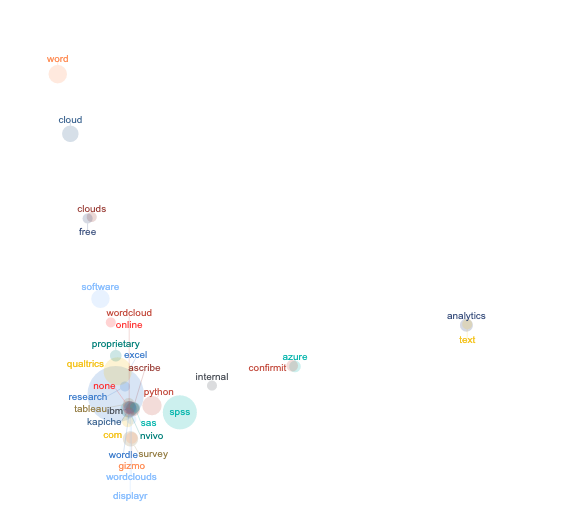 word
cloud
clouds
free
software
wordcloud
online
analytics
text
proprietary
excel
azure
qualtrics
ascribe
confirmit
internal
none
python
research
tableau
ibm
spss
kapiche
sas
com
nvivo
wordle
survey
gizmo
wordclouds
displayr